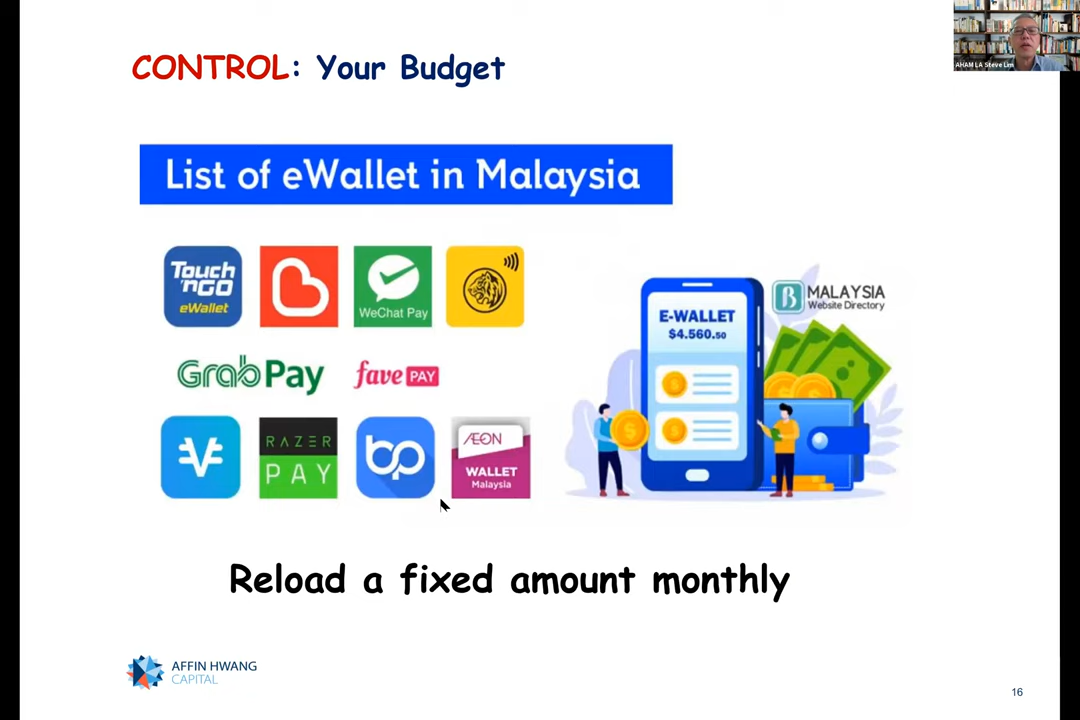 AHAM LA Steve Lim
CONTROL: Your Budget
List of eWallet in Malaysia
Touch
'nGO
eWallet
WeChat Pay
GrabPay
fave PAY
RAZER
PAY
bp
ÆON
WALLET
Malaysia
E-WALLET
$4.560.50
B MALAYSIA
Website Directory
Reload a fixed amount monthly
AFFIN HWANG
CAPITAL
16